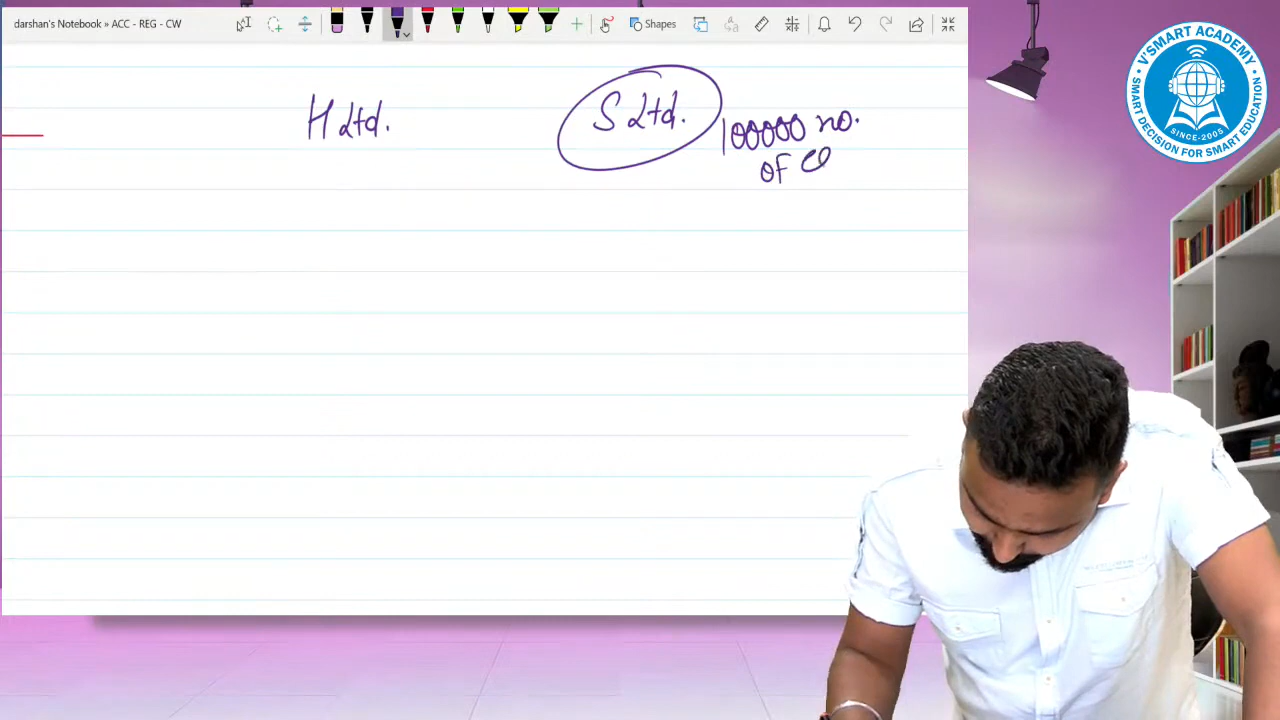 darshan's Notebook » ACC - REG - CW
Shapes
H Ltd.
S Ltd.
100000 no.
of
V'SMART ACADEMY
SINCE-2005
SMART DECISION FOR SMART EDUCATION